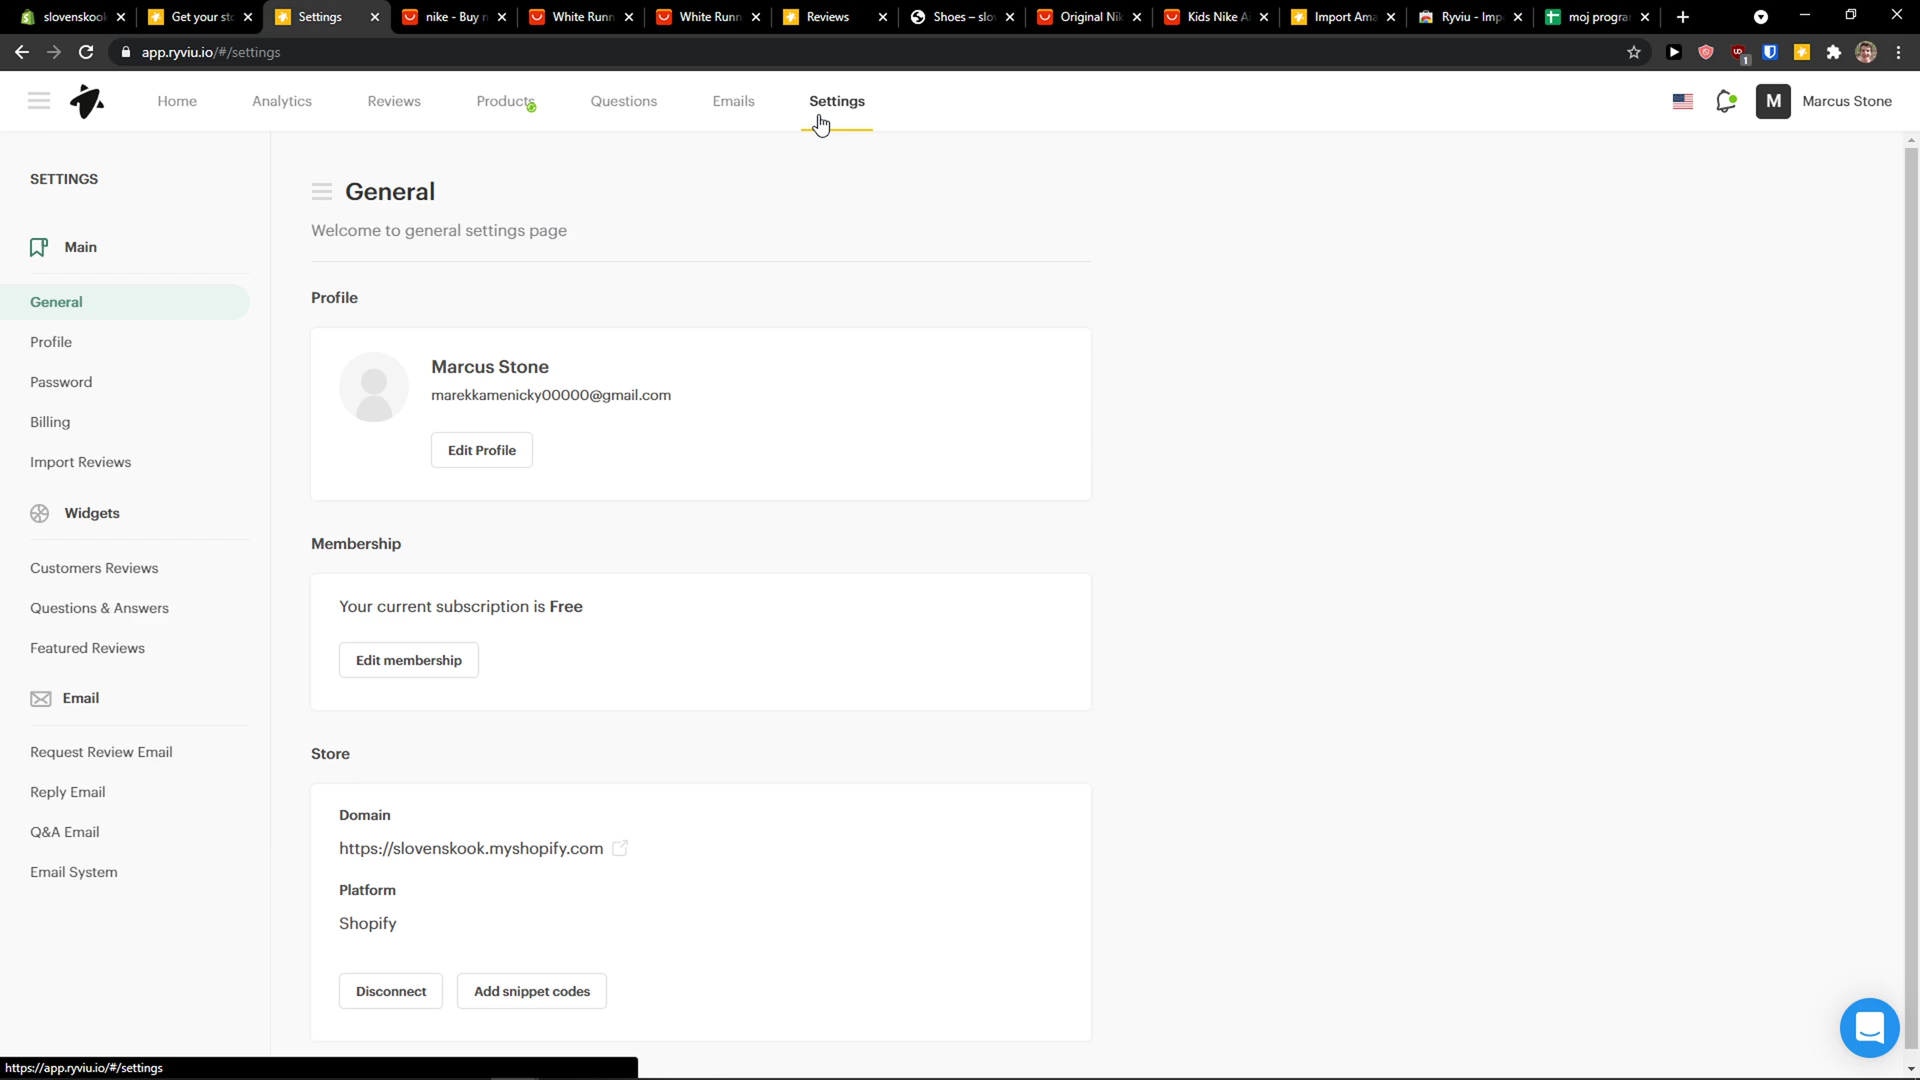 slovenskook
Get your sto
Settings
nike - Buy n
White Runn
White Runn
Reviews
Shoes – slo
Original Nik
Kids Nike Ai
Import Ama
Ryviu - Imp
moj progra
app.ryviu.io/#/settings
Home
Analytics
Reviews
Products
Questions
Emails
Settings
M
Marcus Stone
SETTINGS
Main
General
Profile
Password
Billing
Import Reviews
Widgets
Customers Reviews
Questions & Answers
Featured Reviews
Email
Request Review Email
Reply Email
Q&A Email
Email System
General
Welcome to general settings page
Profile
Marcus Stone
marekkamenicky00000@gmail.com
Edit Profile
Membership
Your current subscription is Free
Edit membership
Store
Domain
https://slovenskook.myshopify.com
Platform
Shopify
Disconnect
Add snippet codes
https://app.ryviu.io/#/settings